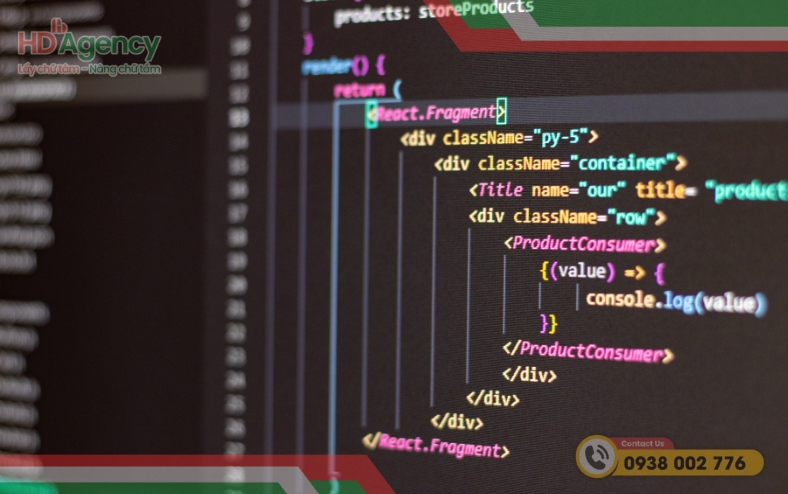 HDAgency
Lấy chữ tâm - Nâng chữ tầm
products: storeProducts
}
render() {
return (
<React.Fragment>
<div className="py-5">
<div className="container">
<Title name="our" title= "product
<div className="row">
<ProductConsumer>
{(value) => {
console.log(value)
}}
</ProductConsumer>
</div>
</div>
</div>
</React.Fragment>
Contact Us
0938 002 776